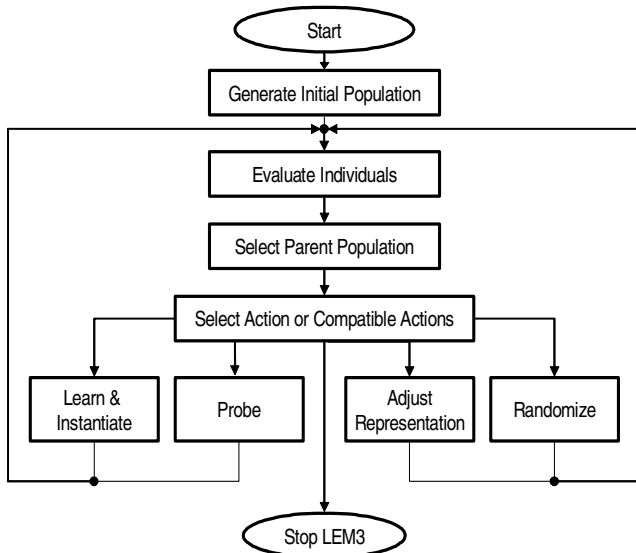 Start
Generate Initial Population
Evaluate Individuals
Select Parent Population
Select Action or Compatible Actions
Learn &
Instantiate
Probe
Adjust
Representation
Randomize
Stop LEM3